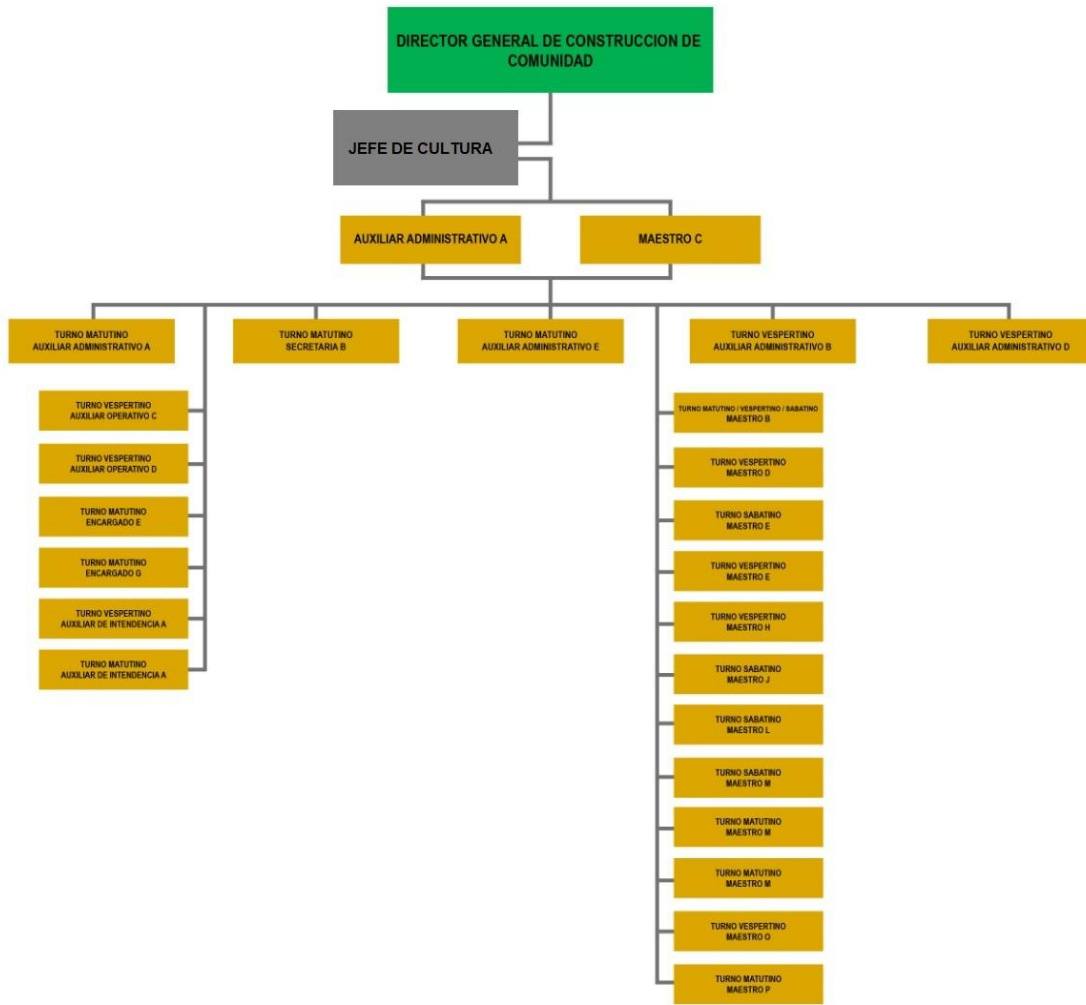 DIRECTOR GENERAL DE CONSTRUCCION DE
COMUNIDAD
JEFE DE CULTURA
AUXILIAR ADMINISTRATIVO A
MAESTRO C
TURNO MATUTINO
AUXILIAR ADMINISTRATIVO A
TURNO MATUTINO
SECRETARIA B
TURNO MATUTINO
AUXILIAR ADMINISTRATIVO E
TURNO VESPERTINO
AUXILIAR ADMINISTRATIVO B
TURNO VESPERTINO
AUXILIAR ADMINISTRATIVO D
TURNO VESPERTINO
AUXILIAR OPERATIVO C
TURNO VESPERTINO
AUXILIAR OPERATIVO D
TURNO MATUTINO
ENCARGADO E
TURNO MATUTINO
ENCARGADO G
TURNO VESPERTINO
AUXILIAR DE INTENDENCIA A
TURNO MATUTINO
AUXILIAR DE INTENDENCIA A
TURNO MATUTINO / VESPERTINO / SABATINO
MAESTRO B
TURNO VESPERTINO
MAESTRO D
TURNO SABATINO
MAESTRO E
TURNO VESPERTINO
MAESTRO E
TURNO VESPERTINO
MAESTRO H
TURNO SABATINO
MAESTRO J
TURNO SABATINO
MAESTRO L
TURNO SABATINO
MAESTRO M
TURNO MATUTINO
MAESTRO M
TURNO MATUTINO
MAESTRO M
TURNO VESPERTINO
MAESTRO O
TURNO MATUTINO
MAESTRO P